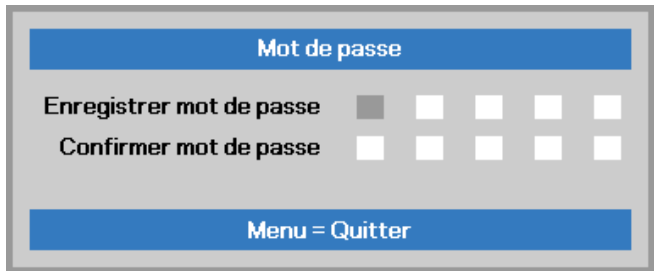 Mot de passe
Enregistrer mot de passe
Confirmer mot de passe
Menu = Quitter